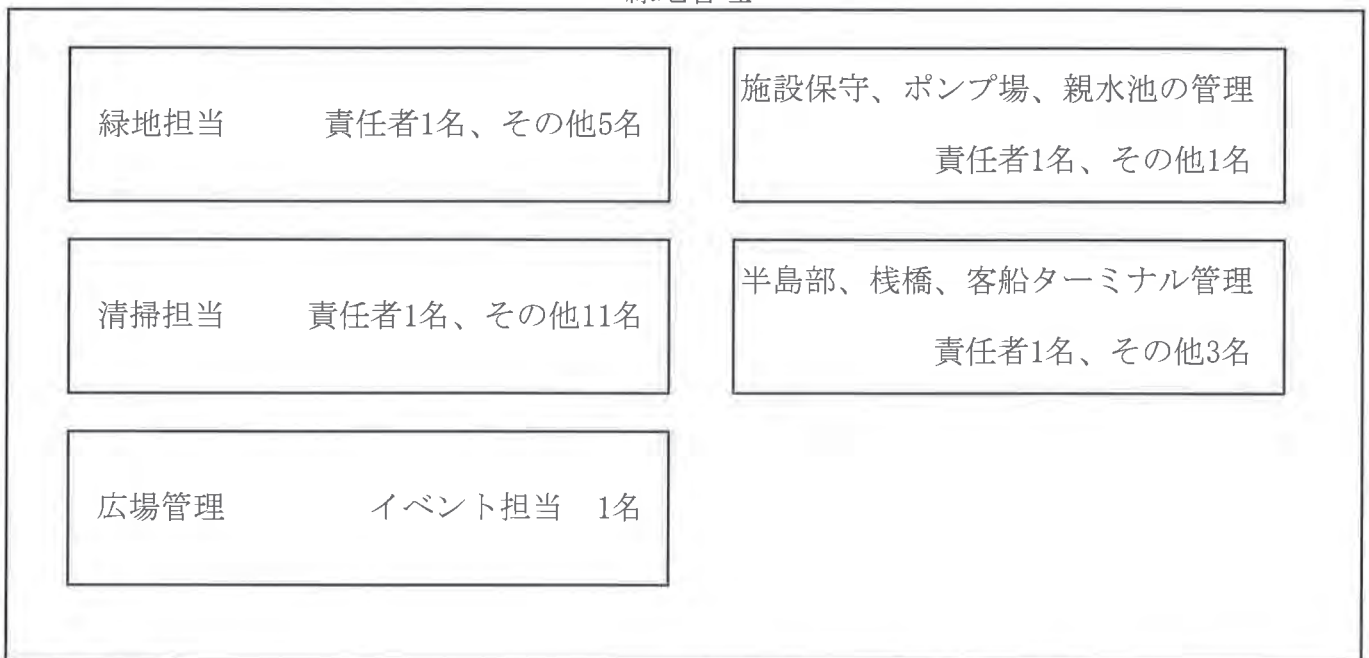 緑地担当　　責任者1名、その他5名
施設保守、ポンプ場、親水池の管理
責任者1名、その他1名
清掃担当　　責任者1名、その他11名
半島部、桟橋、客船ターミナル管理
責任者1名、その他3名
広場管理　　イベント担当　1名